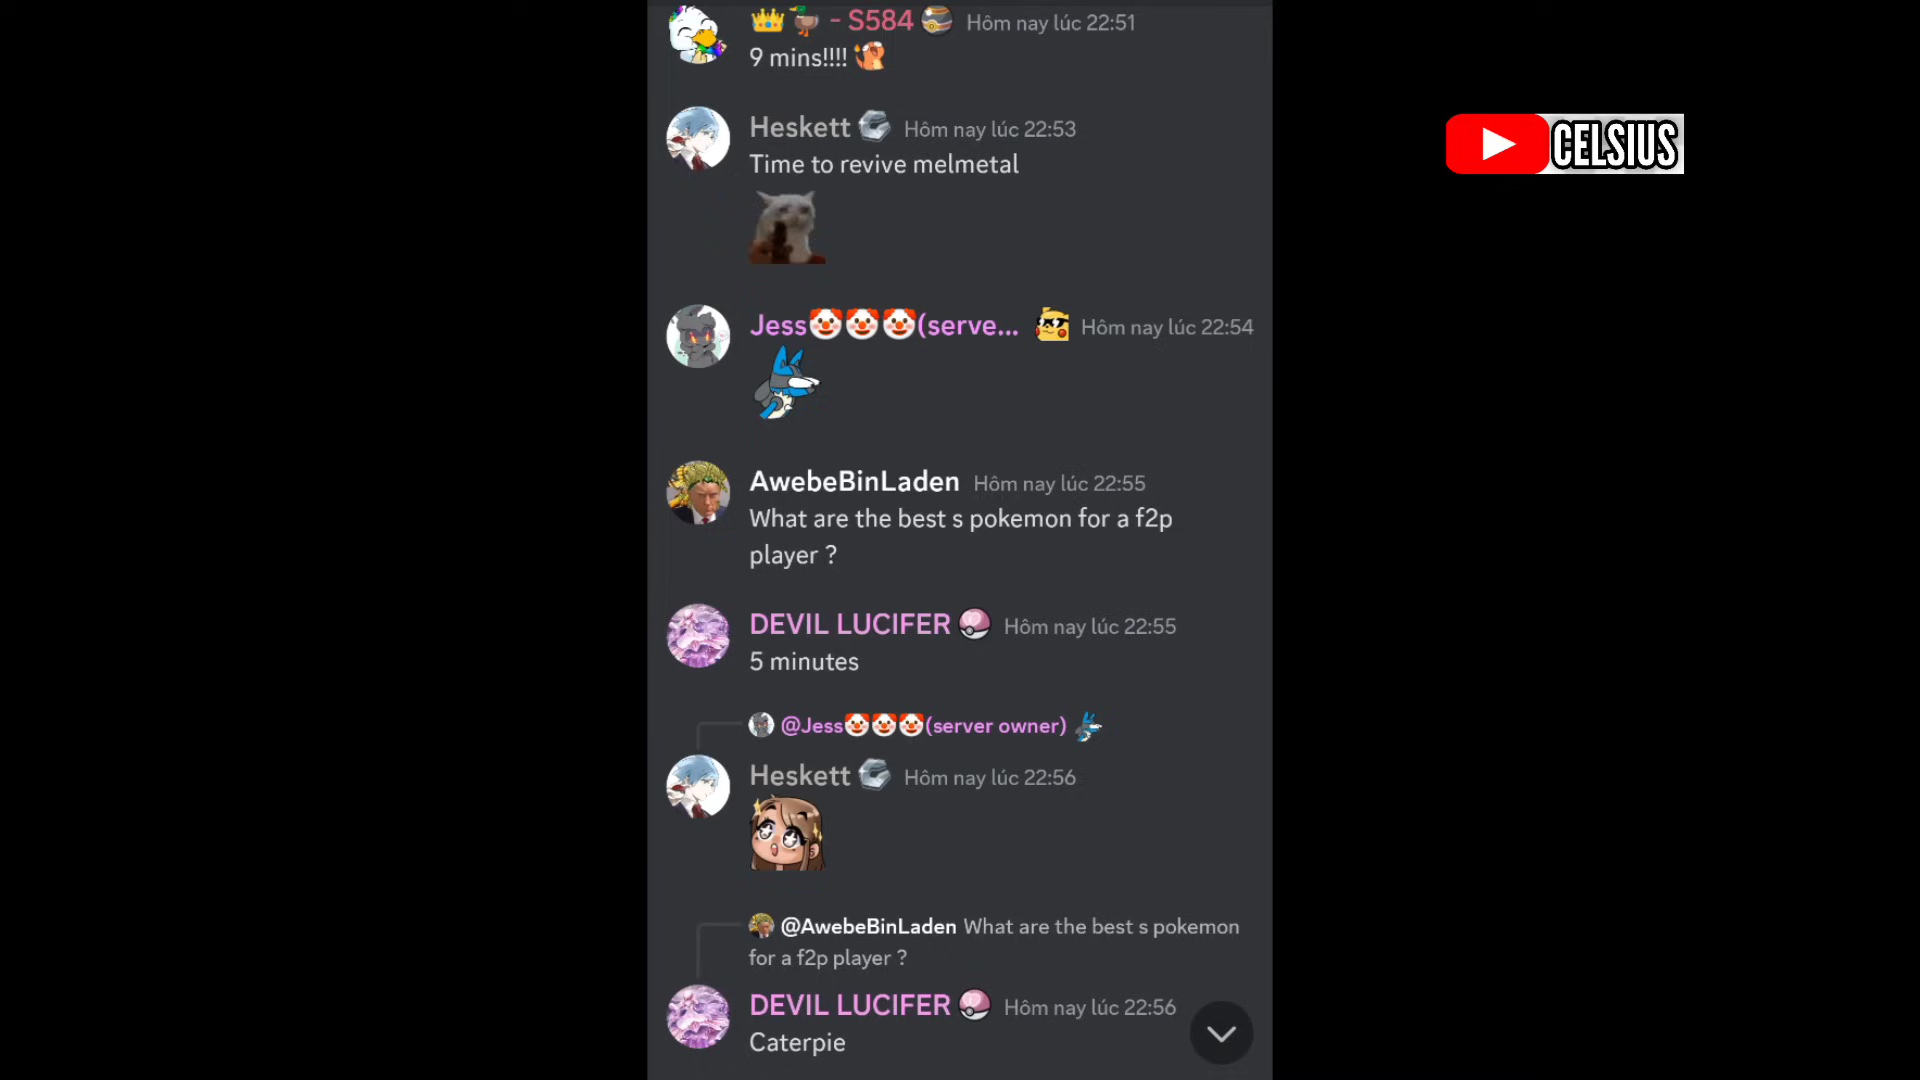 - S584 Hôm nay lúc 22:51
9 mins!!!!
Heskett Hôm nay lúc 22:53
Time to revive melmetal
CELSIUS
Jess🤡🤡🤡(serve... Hôm nay lúc 22:54
AwebeBinLaden Hôm nay lúc 22:55
What are the best s pokemon for a f2p
player ?
DEVIL LUCIFER Hôm nay lúc 22:55
5 minutes
@Jess🤡🤡🤡(server owner)
Heskett Hôm nay lúc 22:56
@AwebeBinLaden What are the best s pokemon
for a f2p player ?
DEVIL LUCIFER Hôm nay lúc 22:56
Caterpie